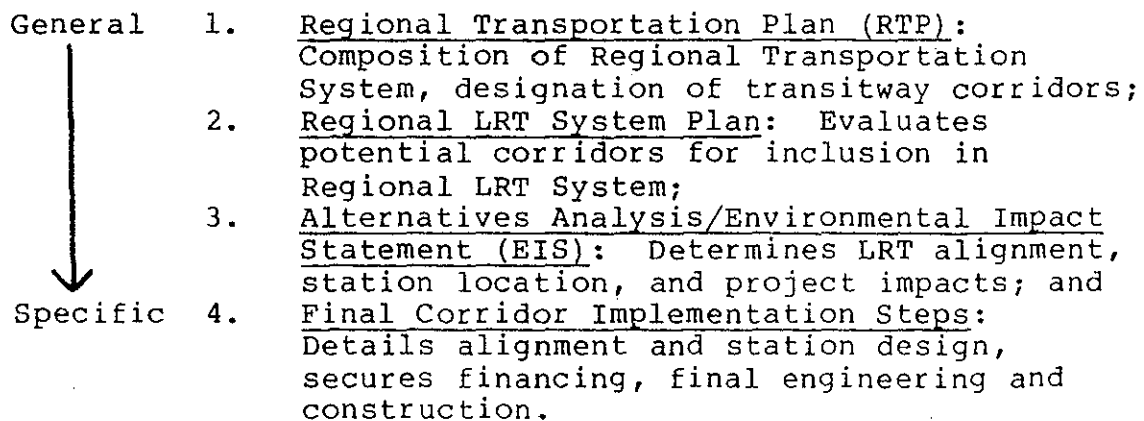 General 1. Regional Transportation Plan (RTP):
Composition of Regional Transportation
System, designation of transitway corridors;
2. Regional LRT System Plan: Evaluates
potential corridors for inclusion in
Regional LRT System;
3. Alternatives Analysis/Environmental Impact
Statement (EIS): Determines LRT alignment,
station location, and project impacts; and
Specific 4. Final Corridor Implementation Steps:
Details alignment and station design,
secures financing, final engineering and
construction.